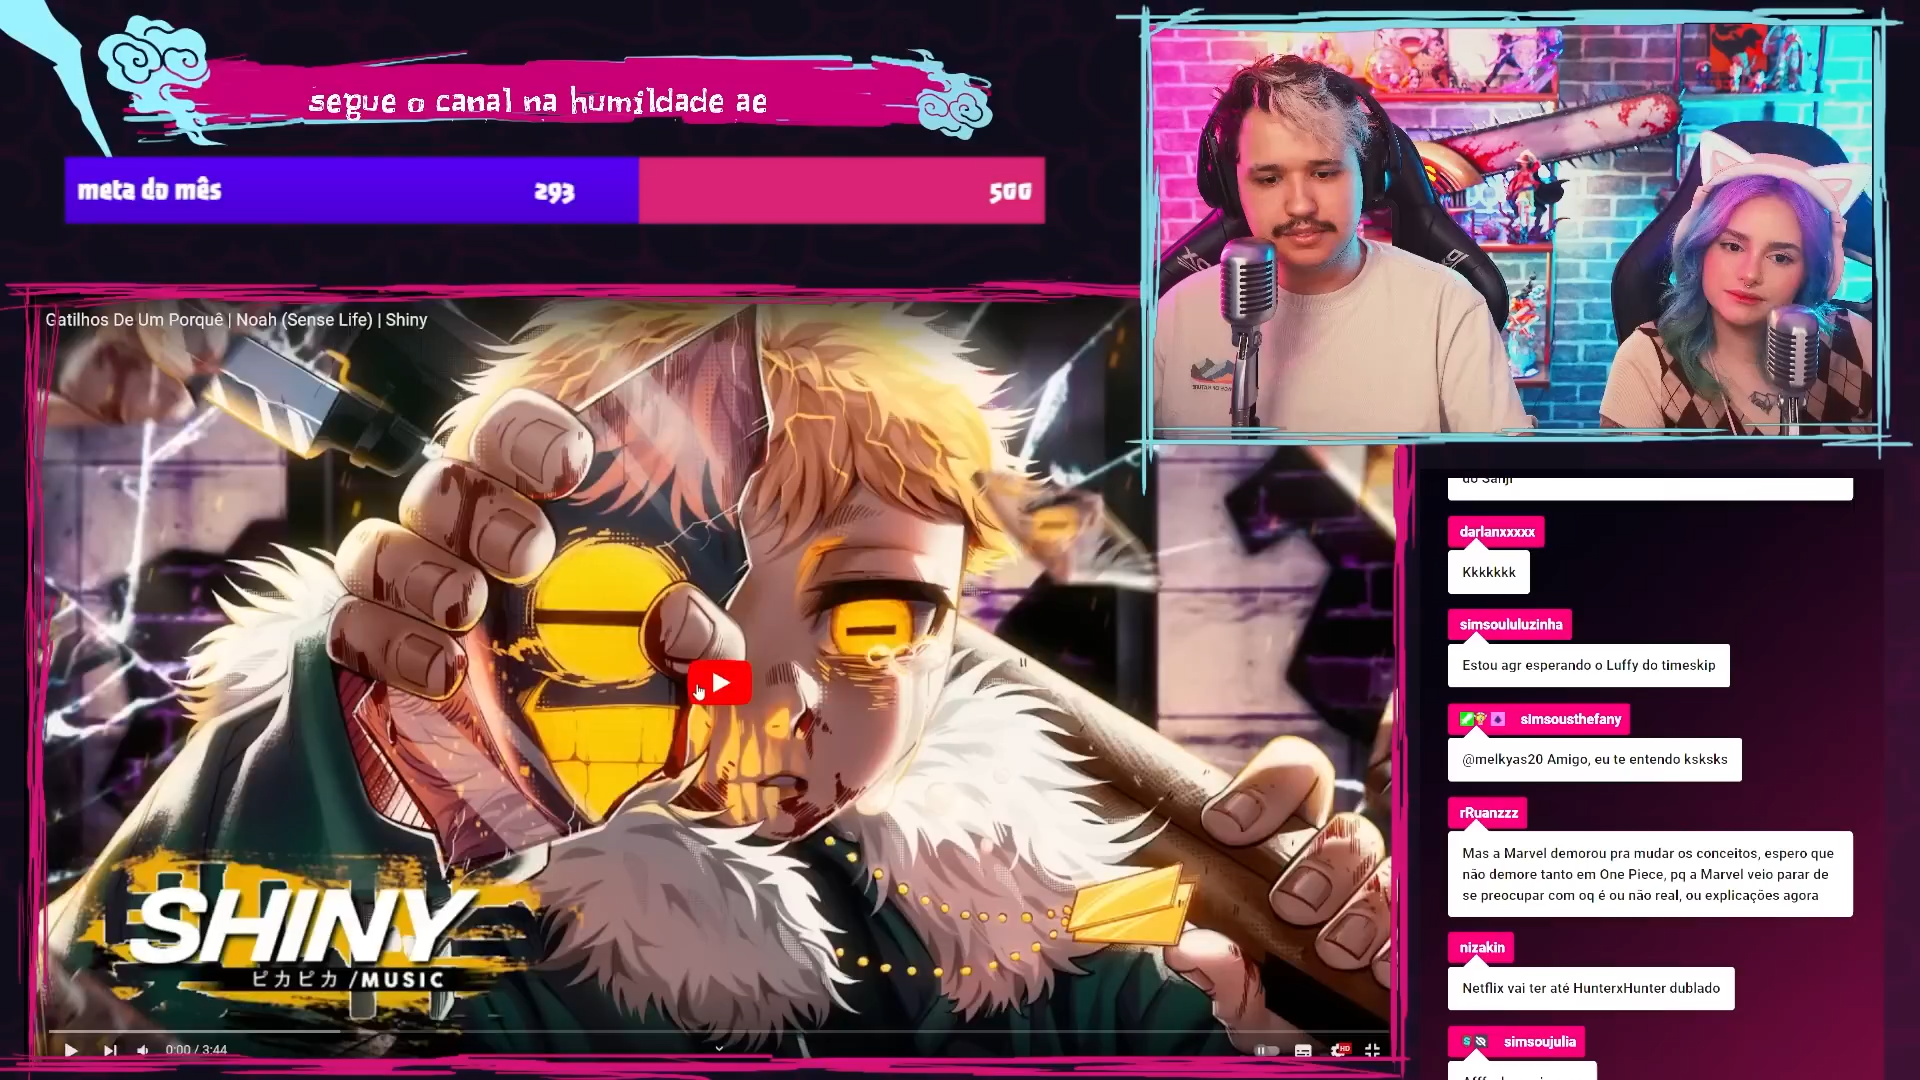 segue o canal na humildade ae
meta do mês 293 500
Gatilhos De Um Porquê | Noah (Sense Life) | Shiny
SHINY
ピカピカ /MUSIC
0:00 / 3:44
HD
do Sanji
darlanxxxxx
Kkkkkkk
simsoululuzinha
Estou agr esperando o Luffy do timeskip
simsousthefany
@melkyas20 Amigo, eu te entendo ksksks
rRuanzzz
Mas a Marvel demorou pra mudar os conceitos, espero que
não demore tanto em One Piece, pq a Marvel veio parar de
se preocupar com oq é ou não real, ou explicações agora
nizakin
Netflix vai ter até HunterxHunter dublado
simsoujulia